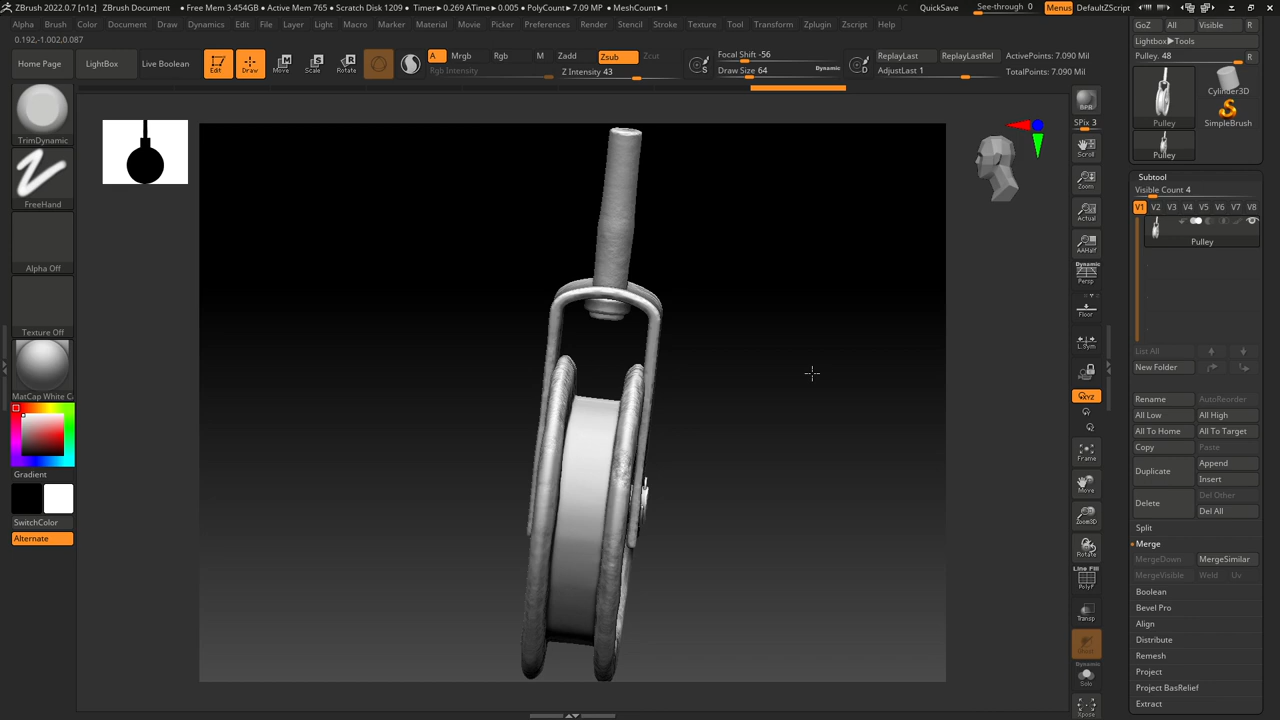 ZBrush 2022.0.7 [n1z] ZBrush Document • Free Mem 3.454GB • Active Mem 765 • Scratch Disk 1209 • Timer▸0.269 ATime▸0.005 • PolyCount▸7.09 MP • MeshCount▸1 AC QuickSave See-through 0 Menus DefaultZScript
Alpha Brush Color Document Draw Dynamics Edit File Layer Light Macro Marker Material Movie Picker Preferences Render Stencil Stroke Texture Tool Transform Zplugin Zscript Help
0.192,-1.002,0.087
Home Page LightBox Live Boolean Edit Draw Move Scale Rotate
A Mrgb Rgb M Zadd Zsub Zcut
Rgb Intensity Z Intensity 43
Focal Shift -56
Draw Size 64 Dynamic
S D
ReplayLast ReplayLastRel
AdjustLast 1
ActivePoints: 7.090 Mil
TotalPoints: 7.090 Mil
TrimDynamic
FreeHand
Alpha Off
Texture Off
MatCap White C
Gradient
SwitchColor
Alternate
BPR
SPix 3
Scroll
Zoom
Actual
AAHalf
Dynamic
Persp
Floor
L.Sym
XYZ
Frame
Move
Zoom3D
Rotate
Line Fill
PolyF
Transp
Ghost
Dynamic
Solo
Xpose
GoZ All Visible R
Lightbox▸Tools
Pulley. 48 R
Pulley Cylinder3D
SimpleBrush
Pulley
Subtool
Visible Count 4
V1 V2 V3 V4 V5 V6 V7 V8
Pulley
List All
New Folder
Rename AutoReorder
All Low All High
All To Home All To Target
Copy Paste
Duplicate Append
Insert
Delete Del Other
Del All
Split
Merge
MergeDown MergeSimilar
MergeVisible Weld Uv
Boolean
Bevel Pro
Align
Distribute
Remesh
Project
Project BasRelief
Extract